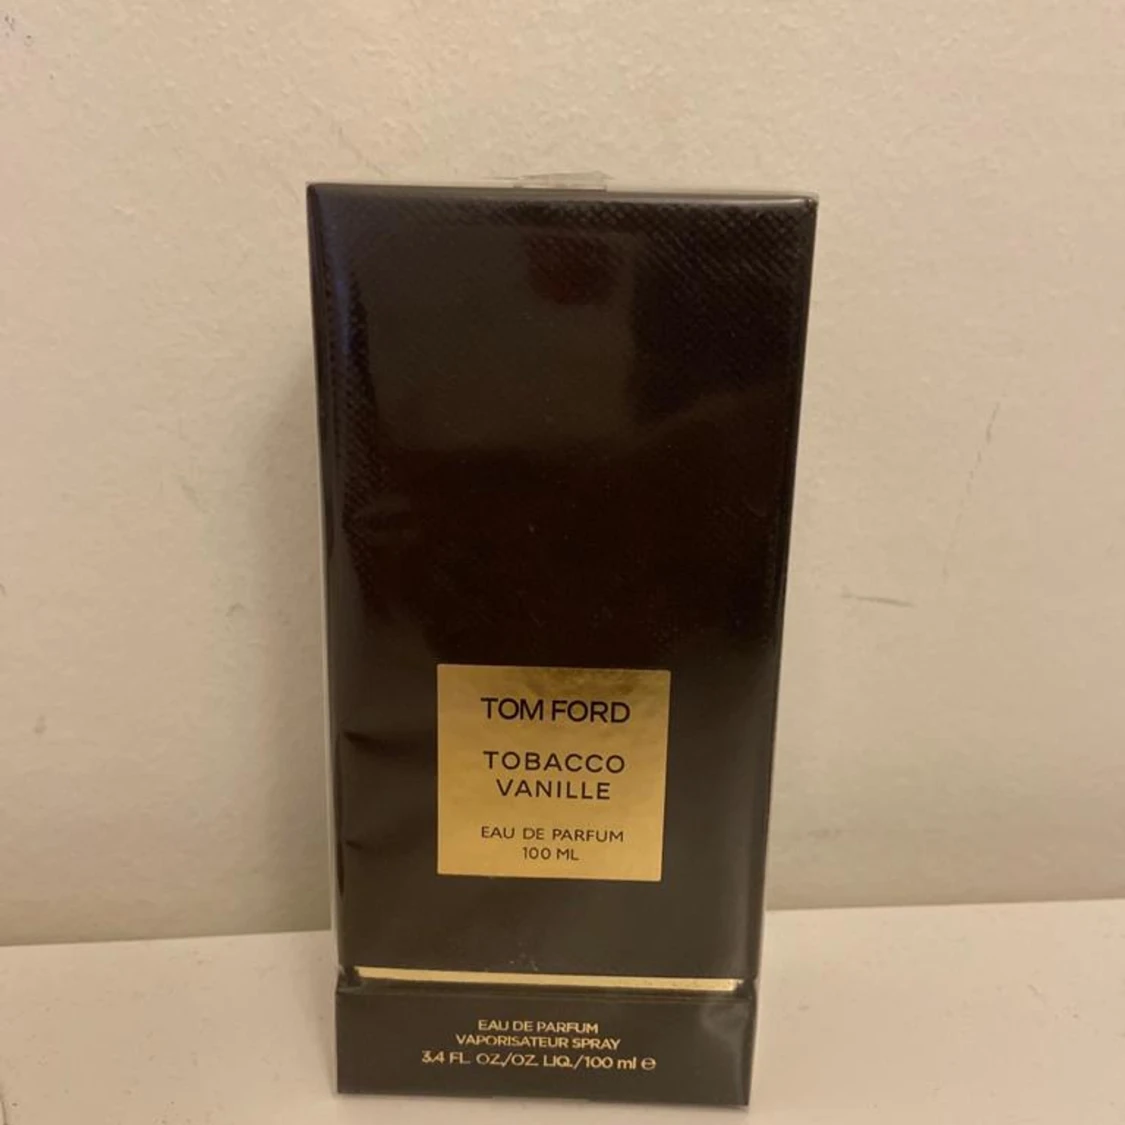 TOM FORD
TOBACCO
VANILLE
EAU DE PARFUM
100 ML
EAU DE PARFUM
VAPORISATEUR SPRAY
3.4 FL. OZ./OZ. LIQ./100 ml ℮